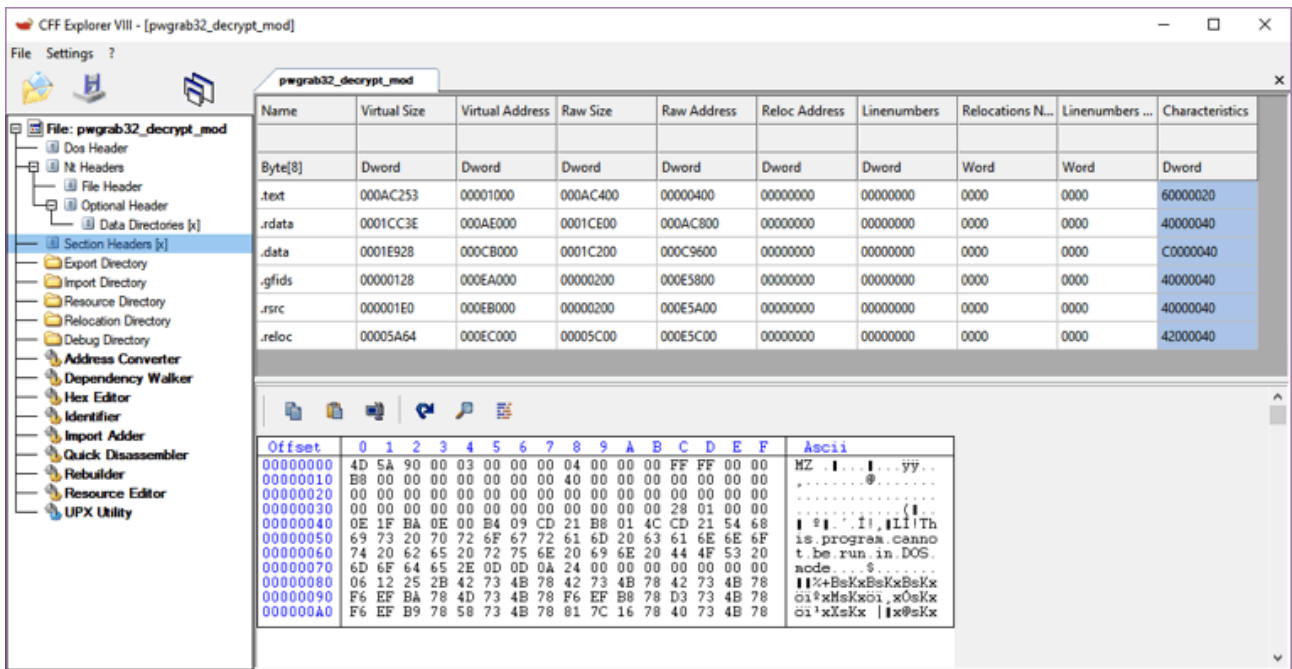 CFF Explorer VIII - [pwgrab32_decrypt_mod]
File Settings ?
pwgrab32_decrypt_mod
File: pwgrab32_decrypt_mod
Dos Header
Nt Headers
File Header
Optional Header
Data Directories [x]
Section Headers [x]
Export Directory
Import Directory
Resource Directory
Relocation Directory
Debug Directory
Address Converter
Dependency Walker
Hex Editor
Identifier
Import Adder
Quick Disassembler
Rebuilder
Resource Editor
UPX Utility
Name Virtual Size Virtual Address Raw Size Raw Address Reloc Address Linenumbers Relocations N... Linenumbers ... Characteristics
Byte[8] Dword Dword Dword Dword Dword Dword Word Word Dword
.text 000AC253 00001000 000AC400 00000400 00000000 00000000 0000 0000 60000020
.rdata 0001CC3E 000AE000 0001CE00 000AC800 00000000 00000000 0000 0000 40000040
.data 0001E928 000CB000 0001C200 000C9600 00000000 00000000 0000 0000 C0000040
.gfids 00000128 000EA000 00000200 000E5800 00000000 00000000 0000 0000 40000040
.rsrc 000001E0 000EB000 00000200 000E5A00 00000000 00000000 0000 0000 40000040
.reloc 00005A64 000EC000 00005C00 000E5C00 00000000 00000000 0000 0000 42000040
Offset 0 1 2 3 4 5 6 7 8 9 A B C D E F Ascii
00000000 4D 5A 90 00 03 00 00 00 04 00 00 00 FF FF 00 00 MZ
00000010 B8 00 00 00 00 00 00 00 40 00 00 00 00 00 00 00 ¸.......@.......
00000020 00 00 00 00 00 00 00 00 00 00 00 00 00 00 00 00 ................
00000030 00 00 00 00 00 00 00 00 00 00 00 00 28 01 00 00
00000040 0E 1F BA 0E 00 B4 09 CD 21 B8 01 4C CD 21 54 68
00000050 69 73 20 70 72 6F 67 72 61 6D 20 63 61 6E 6E 6F is.program.canno
00000060 74 20 62 65 20 72 75 6E 20 69 6E 20 44 4F 53 20 t.be.run.in.DOS.
00000070 6D 6F 64 65 2E 0D 0D 0A 24 00 00 00 00 00 00 00 mode....$.......
00000080 06 12 25 2B 42 73 4B 78 42 73 4B 78 42 73 4B 78 %+BsKxBsKxBsKx
00000090 F6 EF BA 78 4D 73 4B 78 F6 EF B8 78 D3 73 4B 78 öïºxMsKxöï¸xÓsKx
000000A0 F6 EF B9 78 58 73 4B 78 81 7C 16 78 40 73 4B 78 öï¹xXsKx |x@sKx